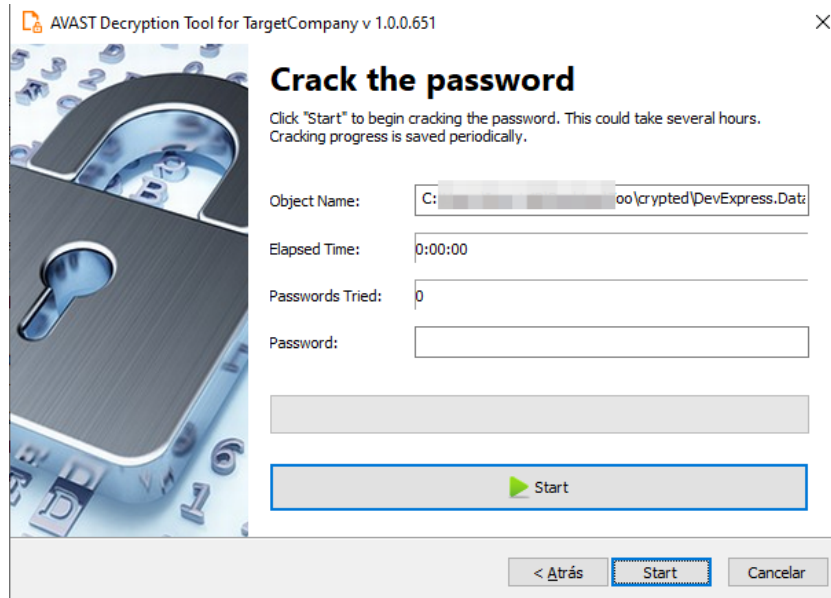 AVAST Decryption Tool for TargetCompany v 1.0.0.651
Crack the password
Click "Start" to begin cracking the password. This could take several hours.
Cracking progress is saved periodically.
Object Name: C: oo\crypted\DevExpress.Data
Elapsed Time: 0:00:00
Passwords Tried: 0
Password:
Start
< Atrás Start Cancelar